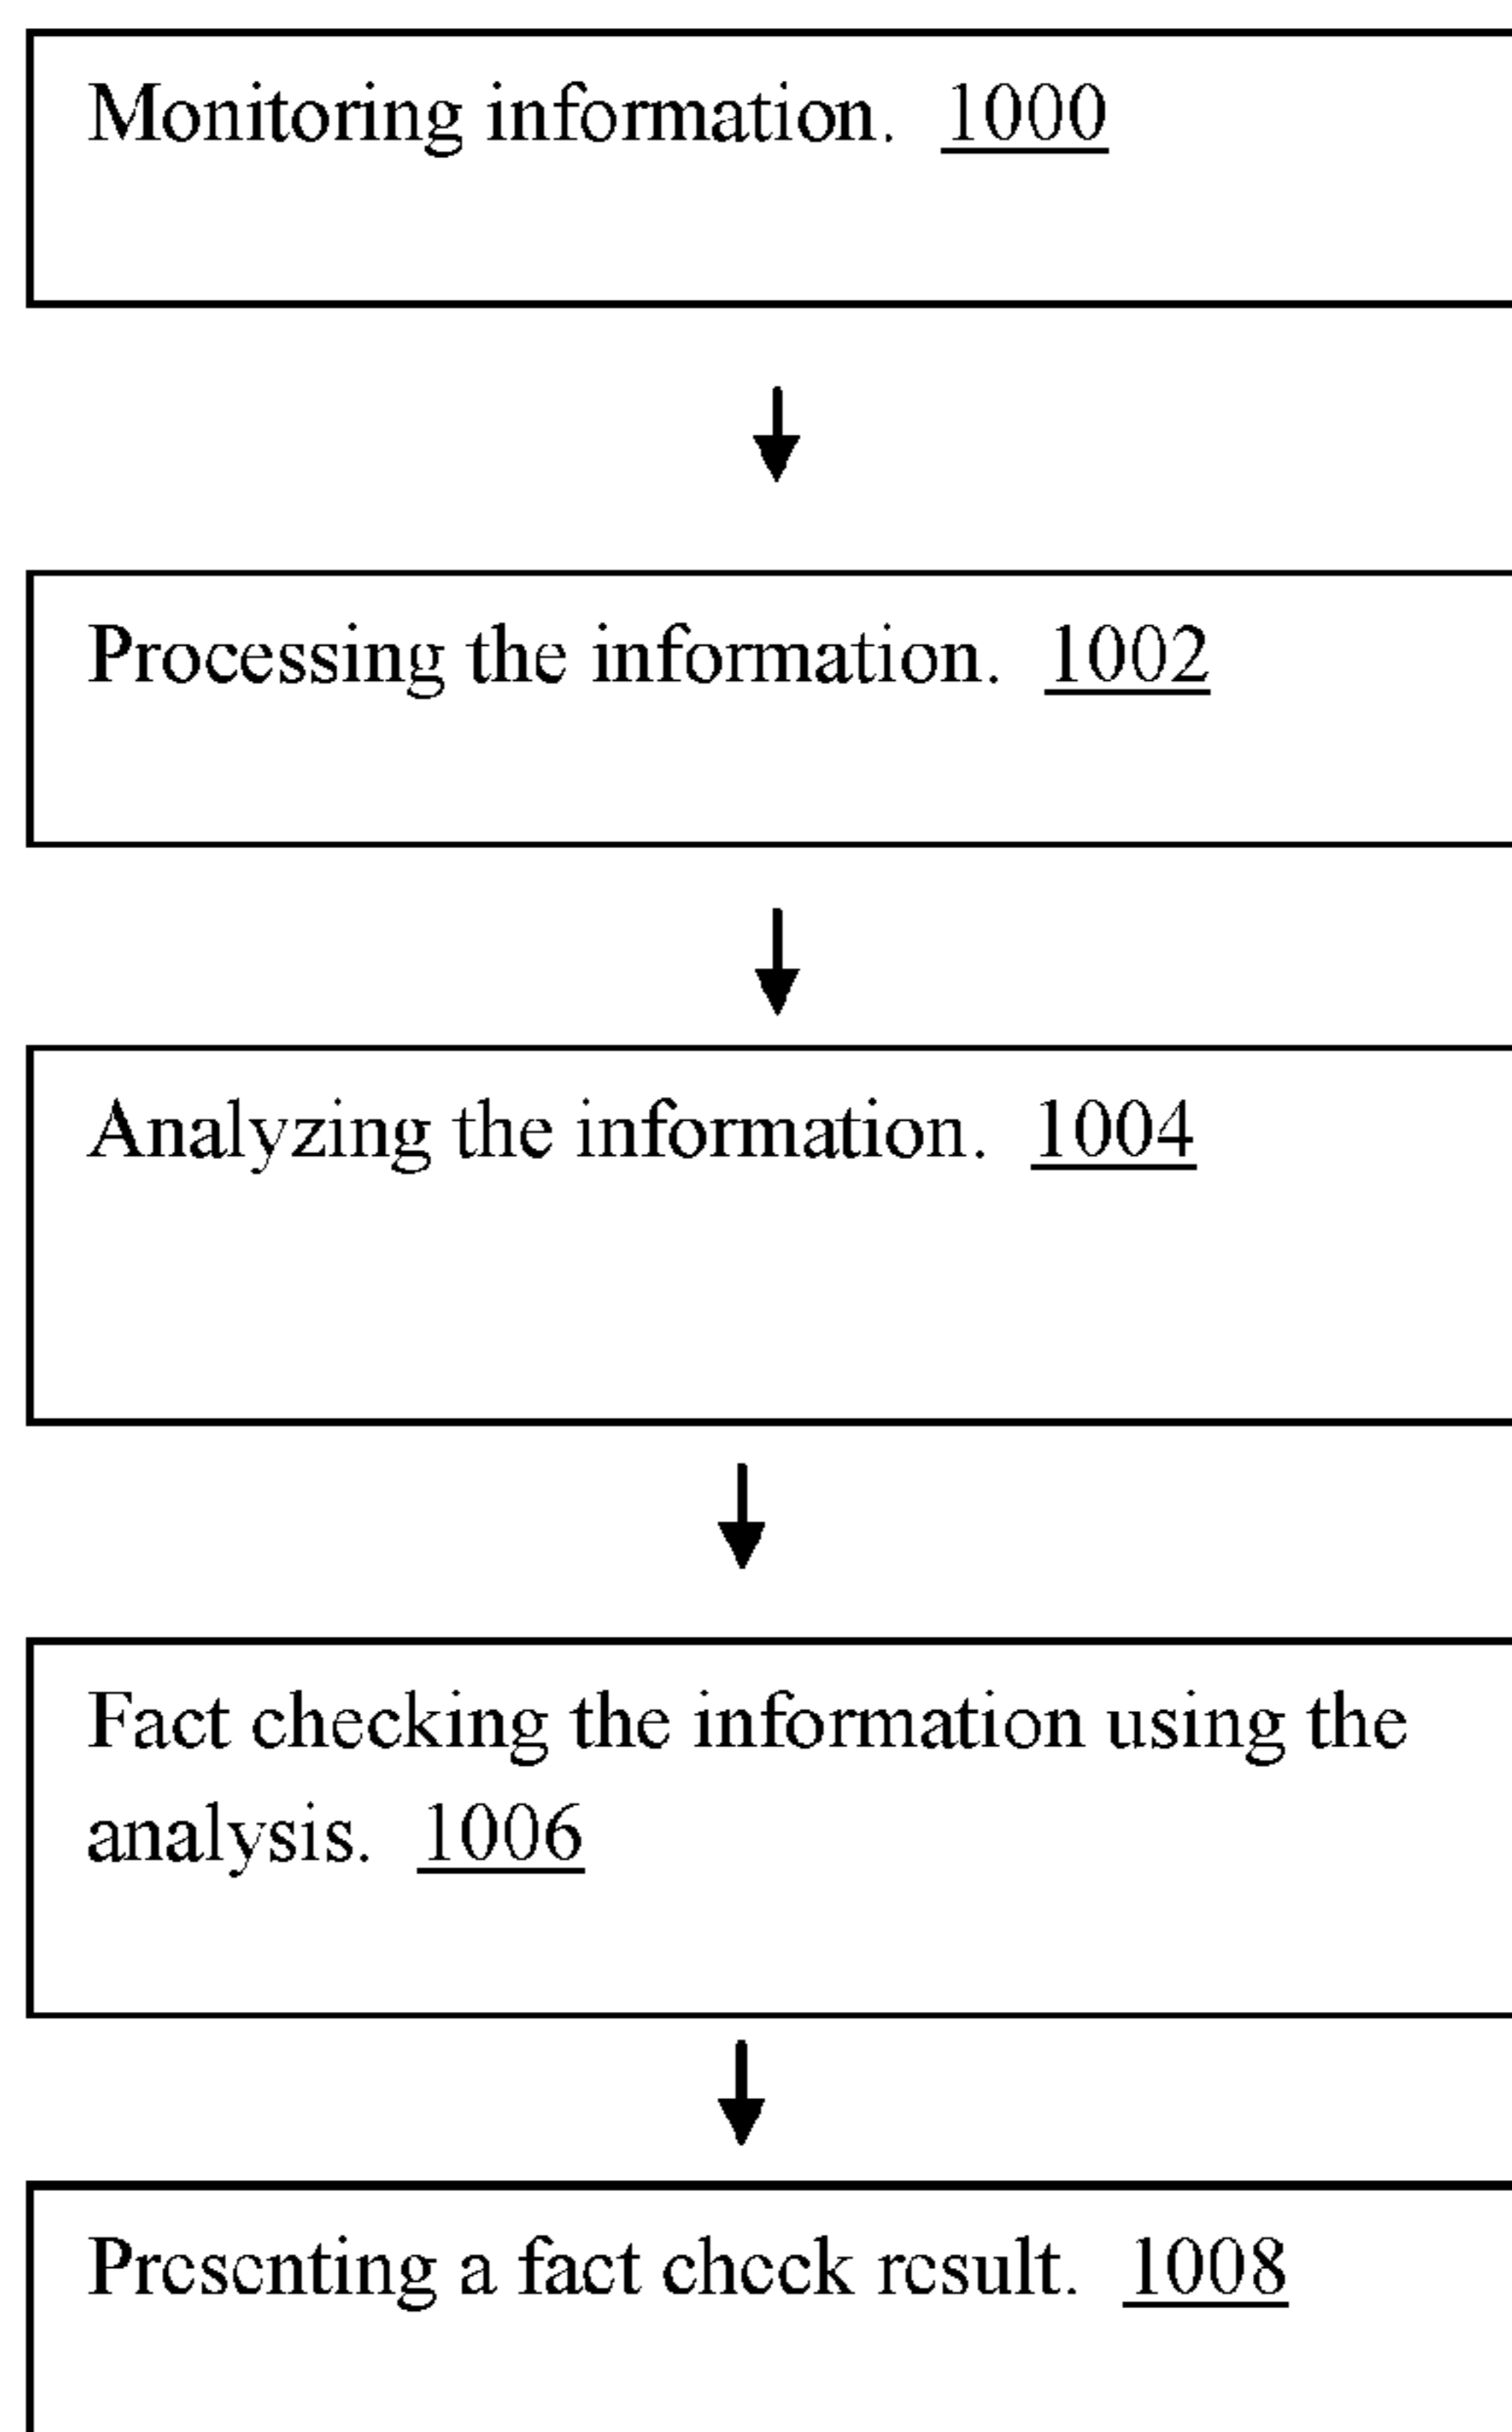 Monitoring information. 1000
Processing the information. 1002
Analyzing the information. 1004
Fact checking the information using the
analysis. 1006
Presenting a fact check result. 1008